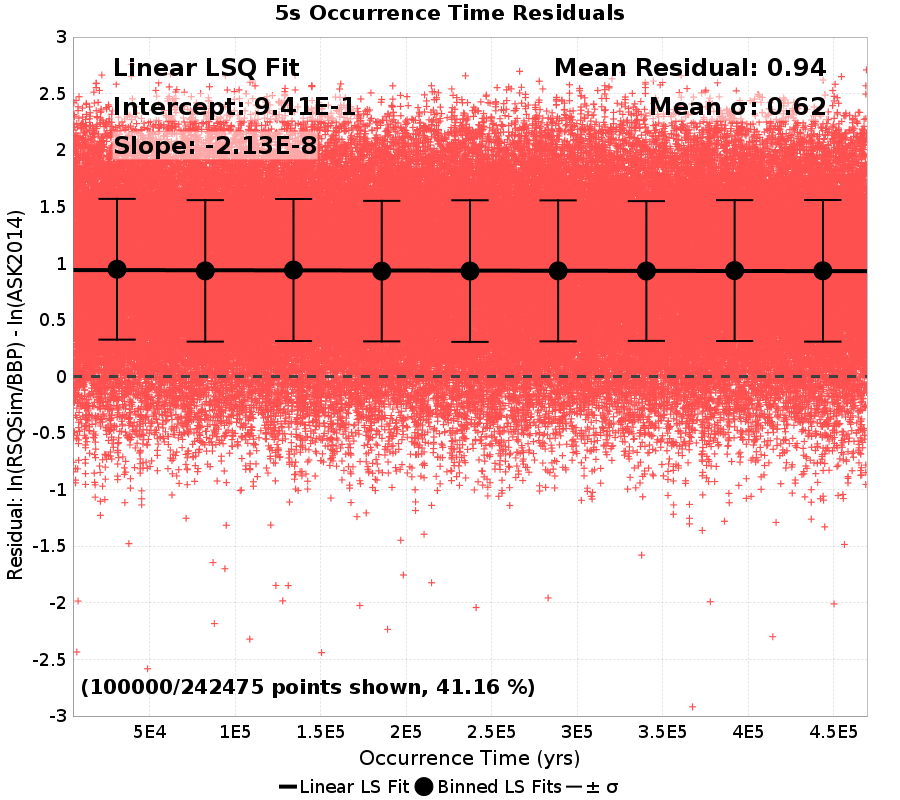 5s Occurrence Time Residuals
Linear LSQ Fit
Intercept: 9.41E-1
Slope: -2.13E-8
Mean Residual: 0.94
Mean σ: 0.62
3
2.5
2
1.5
1
0.5
0
-0.5
-1
-1.5
-2
-2.5
-3
Residual: ln(RSQSim/BBP) - ln(ASK2014)
(100000/242475 points shown, 41.16 %)
5E4 1E5 1.5E5 2E5 2.5E5 3E5 3.5E5 4E5 4.5E5
Occurrence Time (yrs)
Linear LS Fit Binned LS Fits ± σ